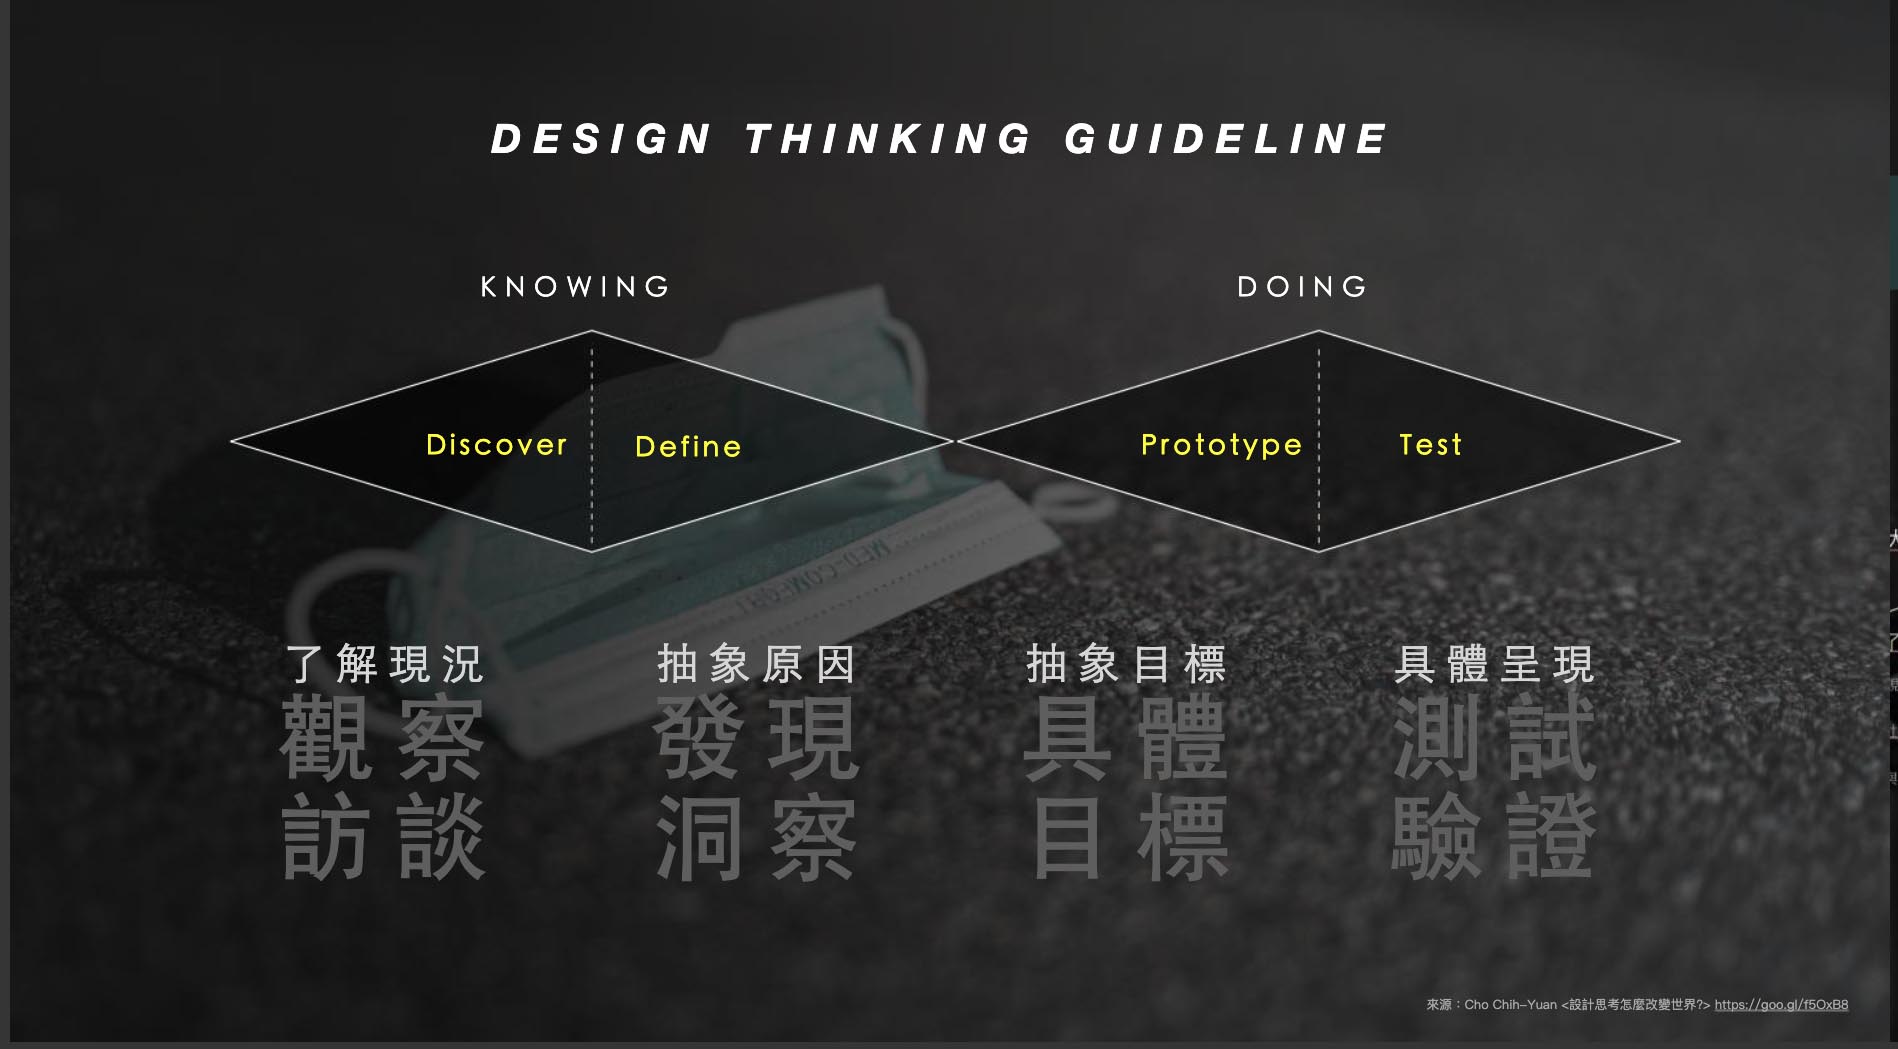 DESIGN THINKING GUIDELINE
KNOWING
DOING
Discover
Define
Prototype
Test
MED-COMFORT
了解現況
觀察
訪談
抽象原因
發現
洞察
抽象目標
具體
目標
具體呈現
測試
驗證
來源：Cho Chih-Yuan <設計思考怎麼改變世界?> https://goo.gl/f5OxB8